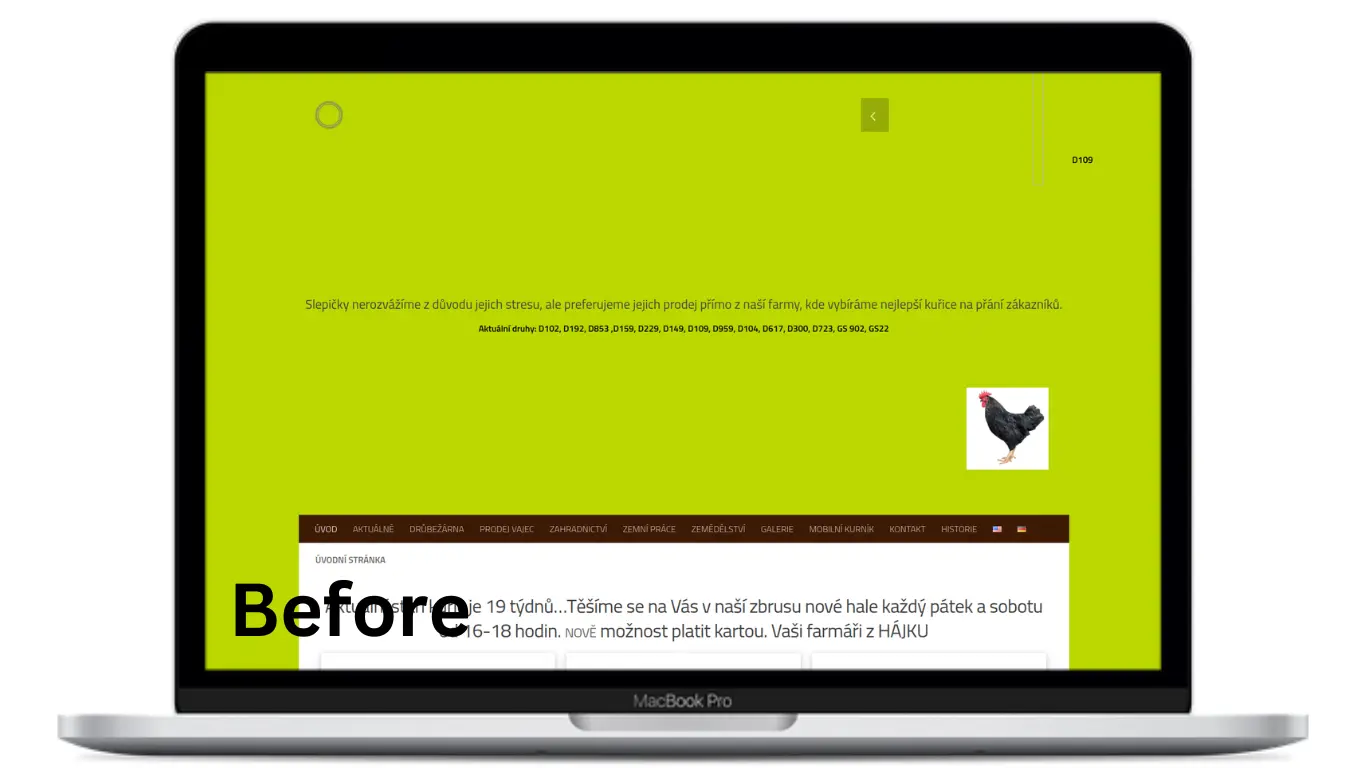 D109
Slepičky nerozvážíme z důvodu jejich stresu, ale preferujeme jejich prodej přímo z naší farmy, kde vybíráme nejlepší kuřice na přání zákazníků.
Aktuální druhy: D102, D192, D853 ,D159, D229, D149, D109, D959, D104, D617, D300, D723, GS 902, GS22
ÚVOD AKTUÁLNĚ DRŮBEŽÁRNA PRODEJ VAJEC ZAHRADNICTVÍ ZEMNÍ PRÁCE ZEMĚDĚLSTVÍ GALERIE MOBILNÍ KURNÍK KONTAKT HISTORIE
ÚVODNÍ STRÁNKA
je 19 týdnů...Těšíme se na Vás v naší zbrusu nové hale každý pátek a sobotu
16-18 hodin. NOVĚ možnost platit kartou. Vaši farmáři z HÁJKU
Before
MacBook Pro